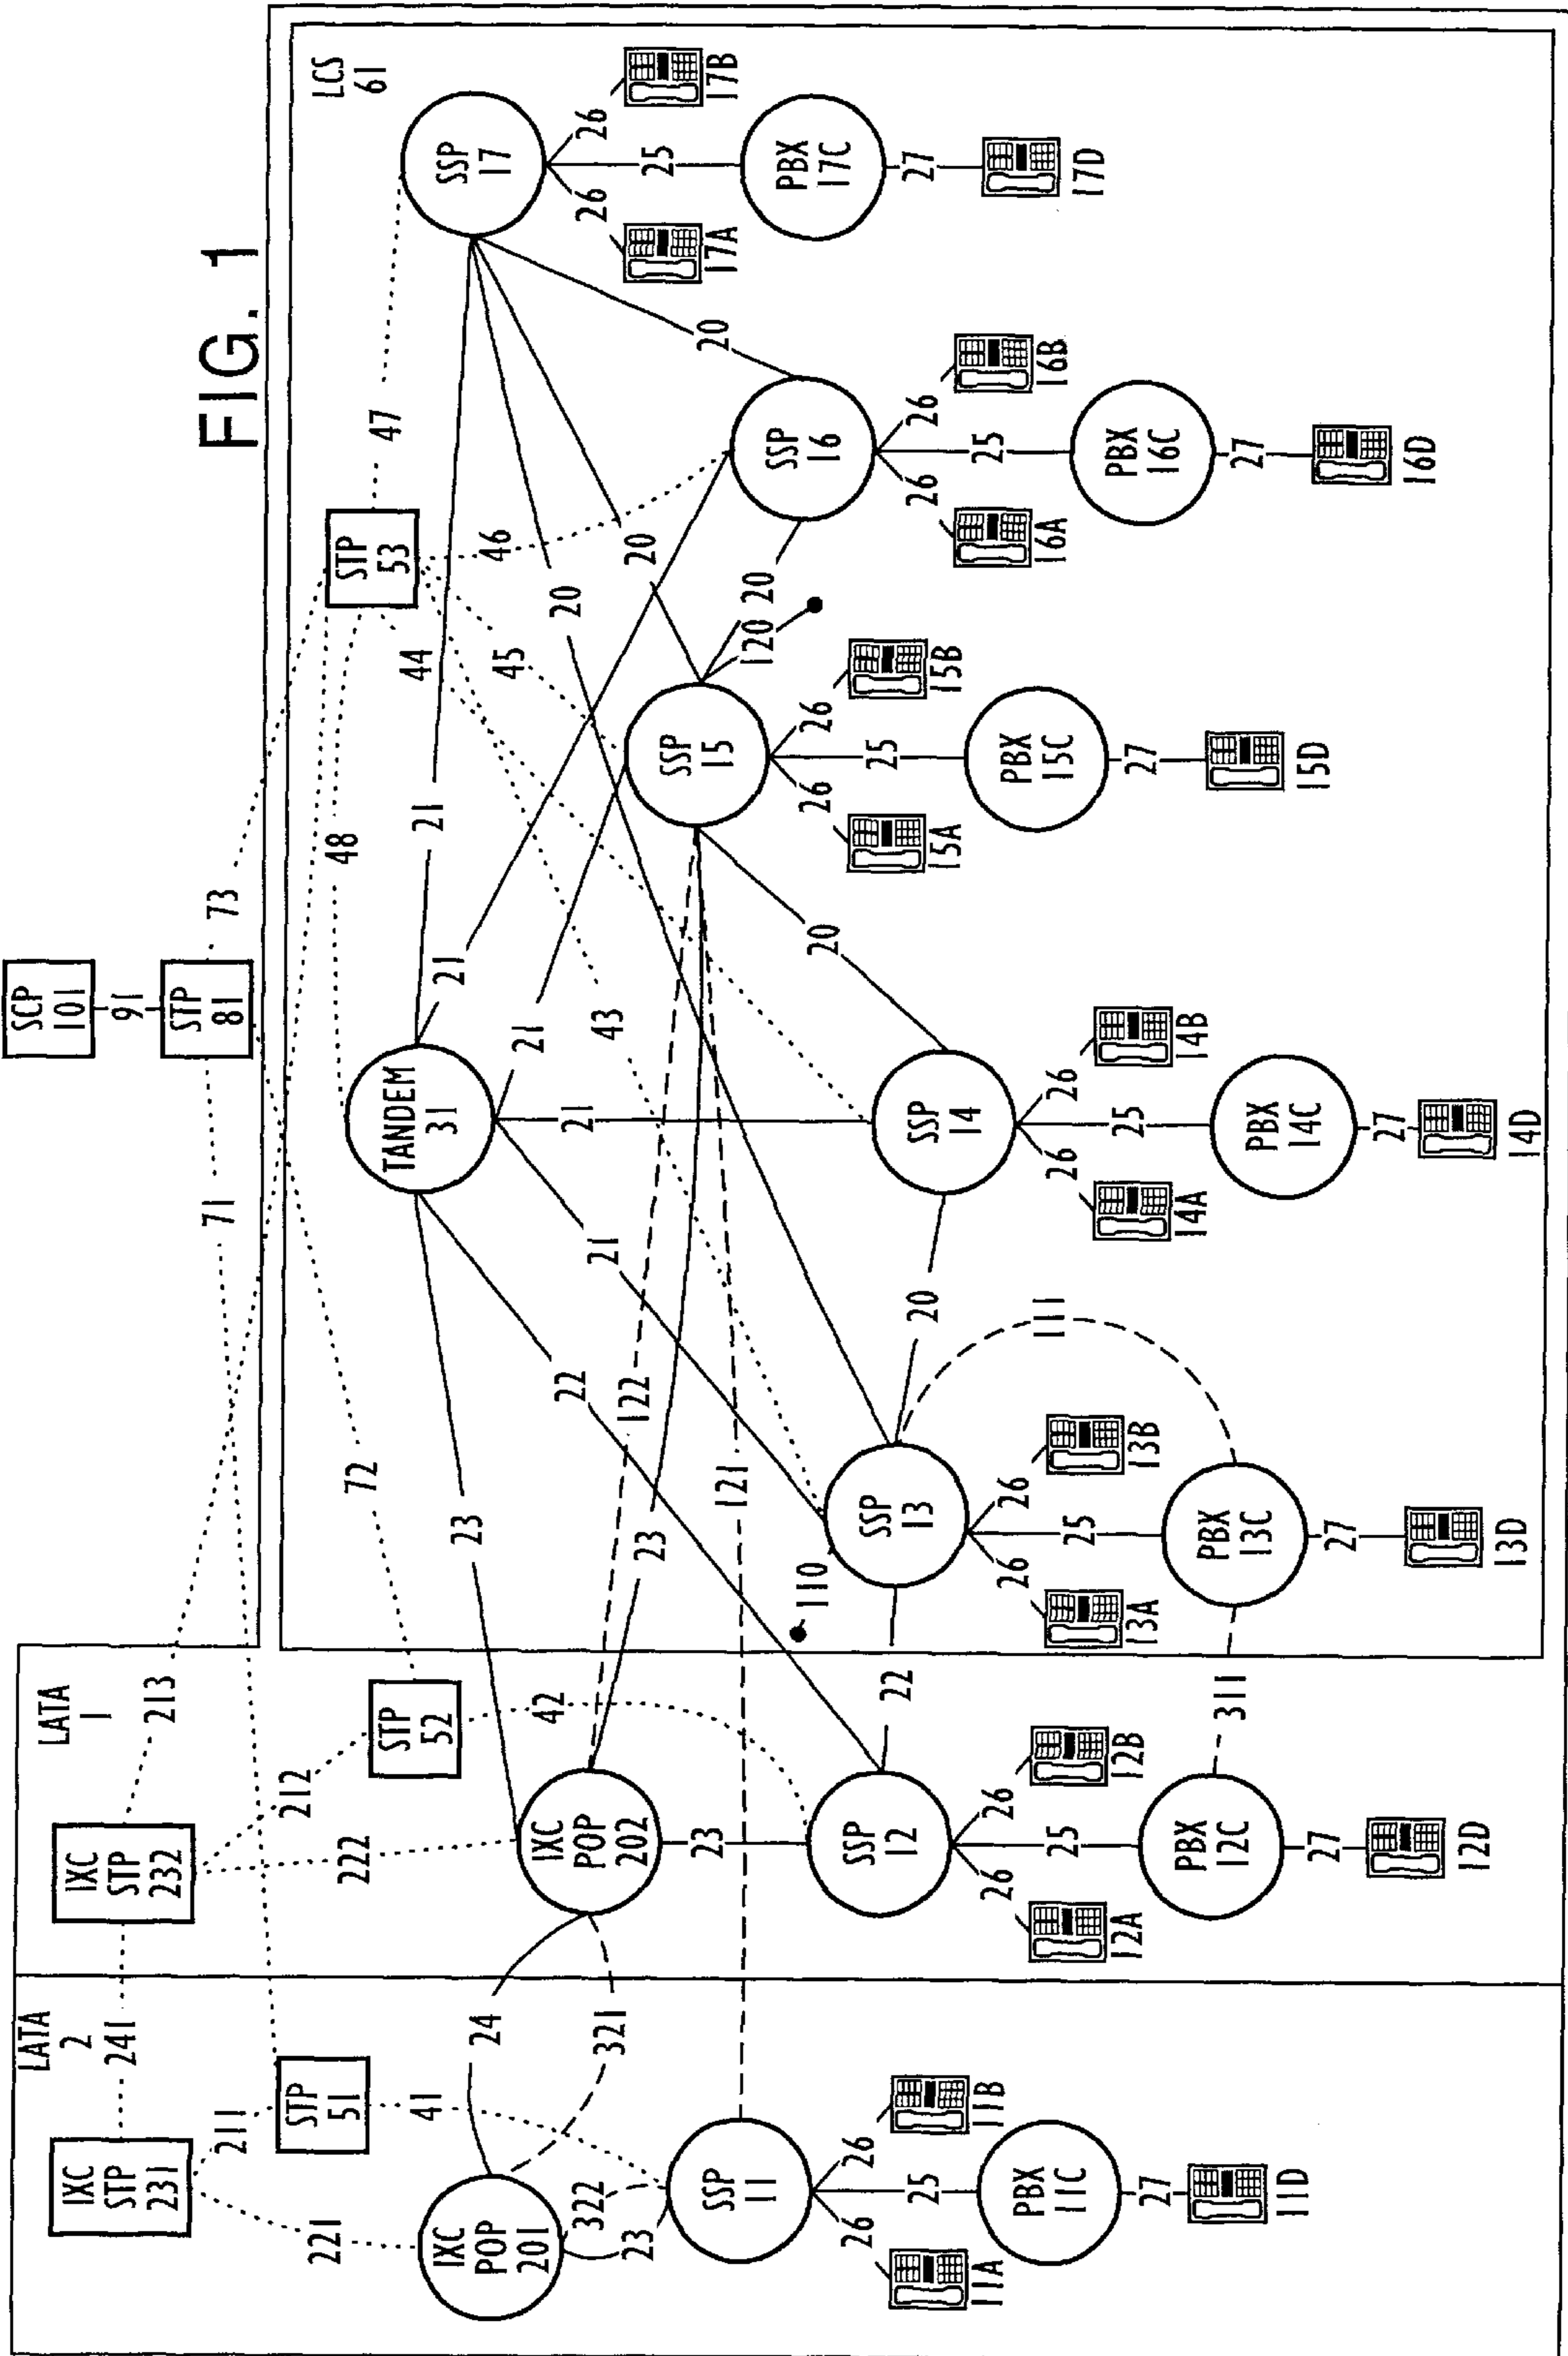 FIG. 1
SCP
101
91
STP
81
71
73
72
LATA
2
241
IXC
STP
231
211
221
STP
51
41
24
321
IXC
POP
201
322
23
SSP
11
26
26
25
11A
11B
PBX
11C
27
11D
LATA
1
213
IXC
STP
232
212
222
STP
52
42
IXC
POP
202
23
SSP
12
26
26
25
12A
12B
PBX
12C
27
12D
311
22
23
22
122
23
121
110
LCS
61
TANDEM
31
48
21
21
21
21
21
STP
53
47
46
44
45
43
20
20
20
20
20
20
120
SSP
13
26
26
25
13A
13B
PBX
13C
27
13D
111
SSP
14
26
26
25
14A
14B
PBX
14C
27
14D
SSP
15
26
26
25
15A
15B
PBX
15C
27
15D
SSP
16
26
26
25
16A
16B
PBX
16C
27
16D
SSP
17
26
26
25
17A
17B
PBX
17C
27
17D